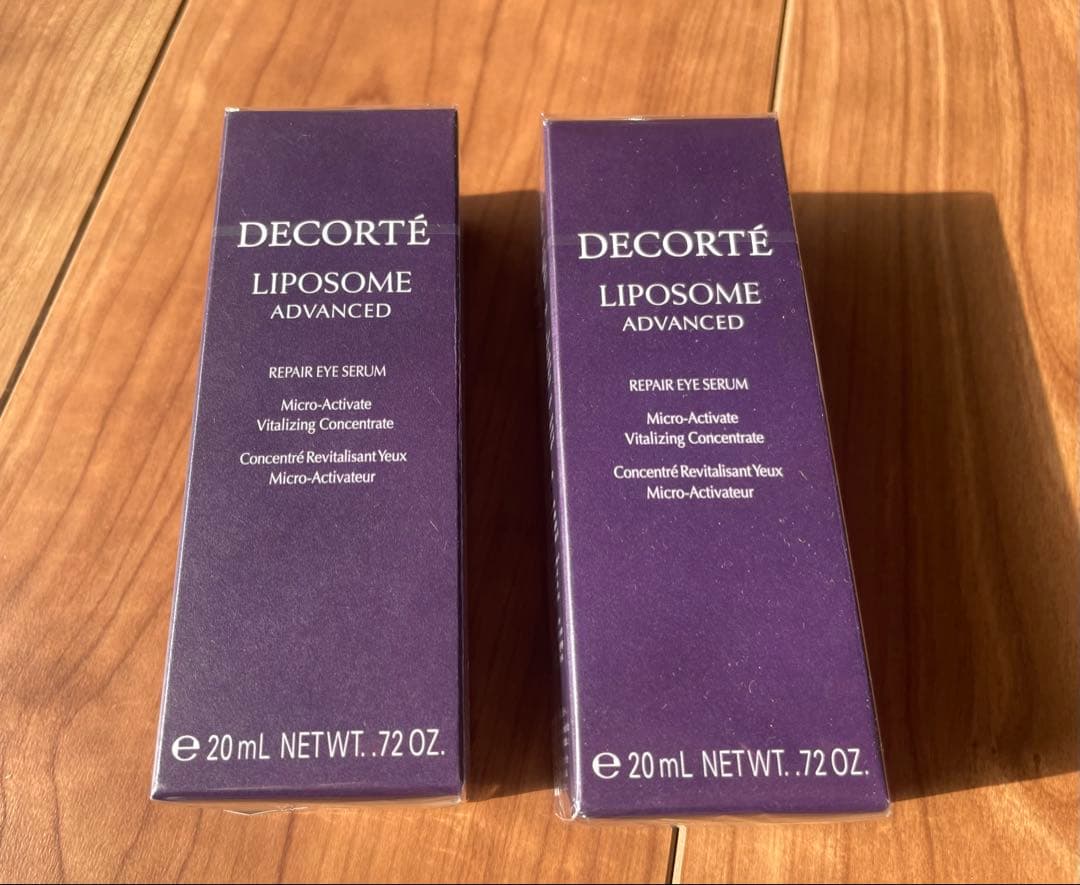 DECORTÉ
LIPOSOME
ADVANCED
REPAIR EYE SERUM
Micro-Activate
Vitalizing Concentrate
Concentré Revitalisant Yeux
Micro-Activateur
℮ 20 mL NET WT. .72 OZ.
DECORTÉ
LIPOSOME
ADVANCED
REPAIR EYE SERUM
Micro-Activate
Vitalizing Concentrate
Concentré Revitalisant Yeux
Micro-Activateur
℮ 20 mL NET WT. .72 OZ.